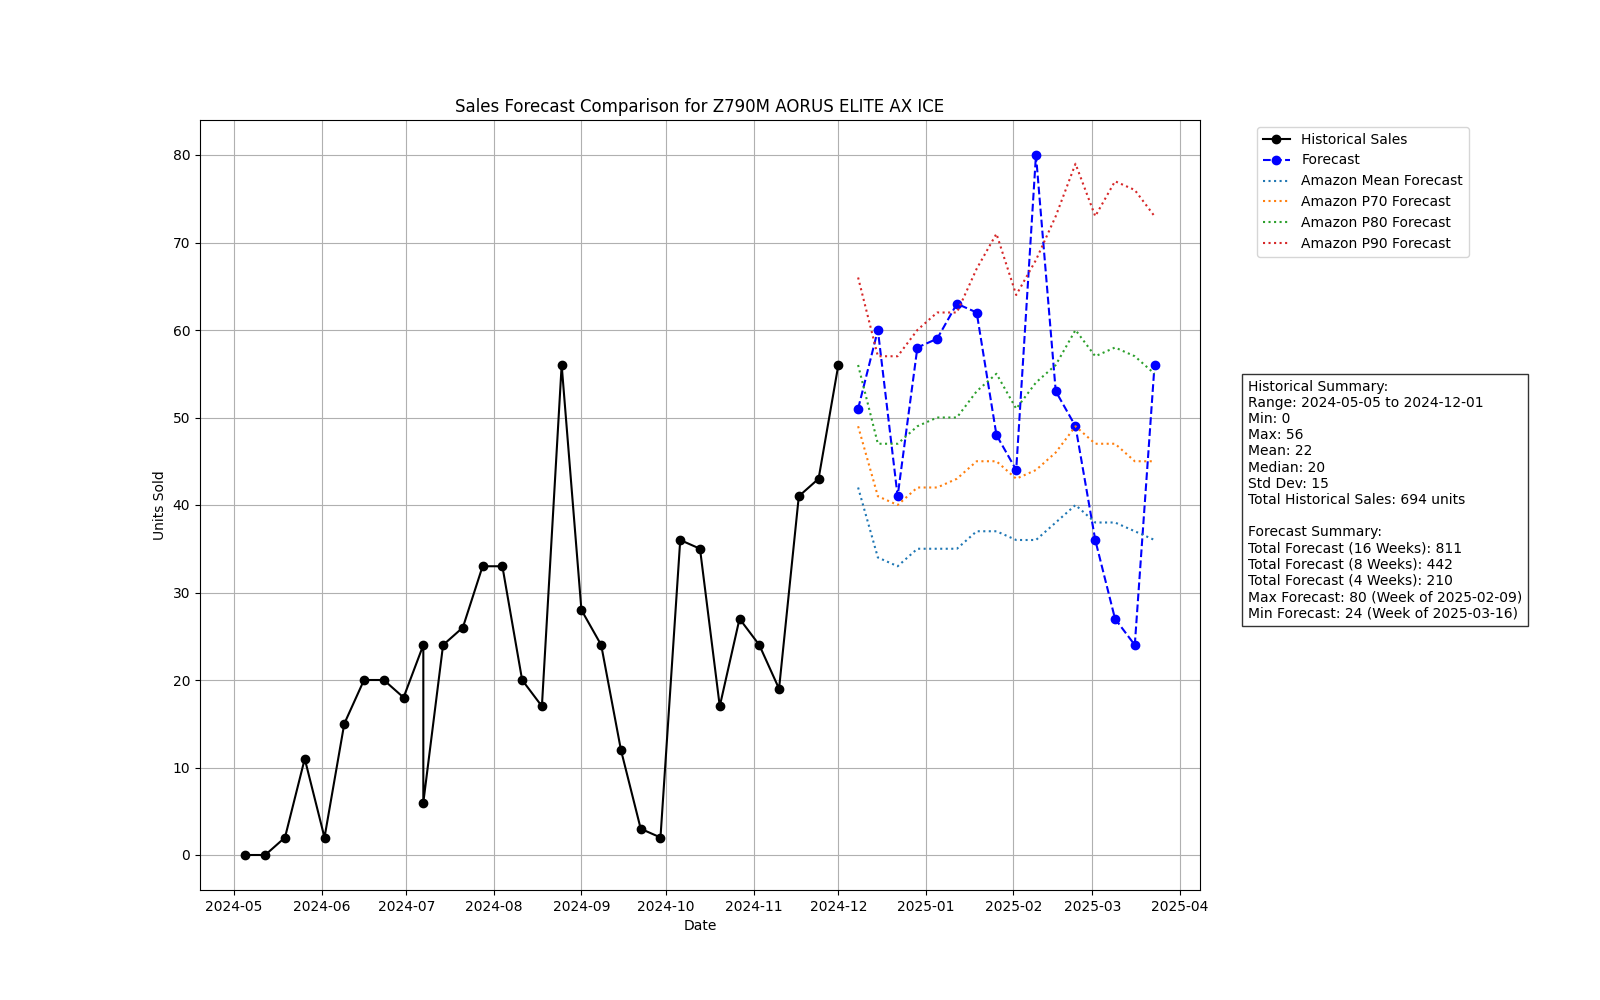 Sales Forecast Comparison for Z790M AORUS ELITE AX ICE
Units Sold
80
70
60
50
40
30
20
10
0
2024-05
2024-06
2024-07
2024-08
2024-09
2024-10
2024-11
2024-12
2025-01
2025-02
2025-03
2025-04
Date
Historical Sales
Forecast
Amazon Mean Forecast
Amazon P70 Forecast
Amazon P80 Forecast
Amazon P90 Forecast
Historical Summary:
Range: 2024-05-05 to 2024-12-01
Min: 0
Max: 56
Mean: 22
Median: 20
Std Dev: 15
Total Historical Sales: 694 units
Forecast Summary:
Total Forecast (16 Weeks): 811
Total Forecast (8 Weeks): 442
Total Forecast (4 Weeks): 210
Max Forecast: 80 (Week of 2025-02-09)
Min Forecast: 24 (Week of 2025-03-16)